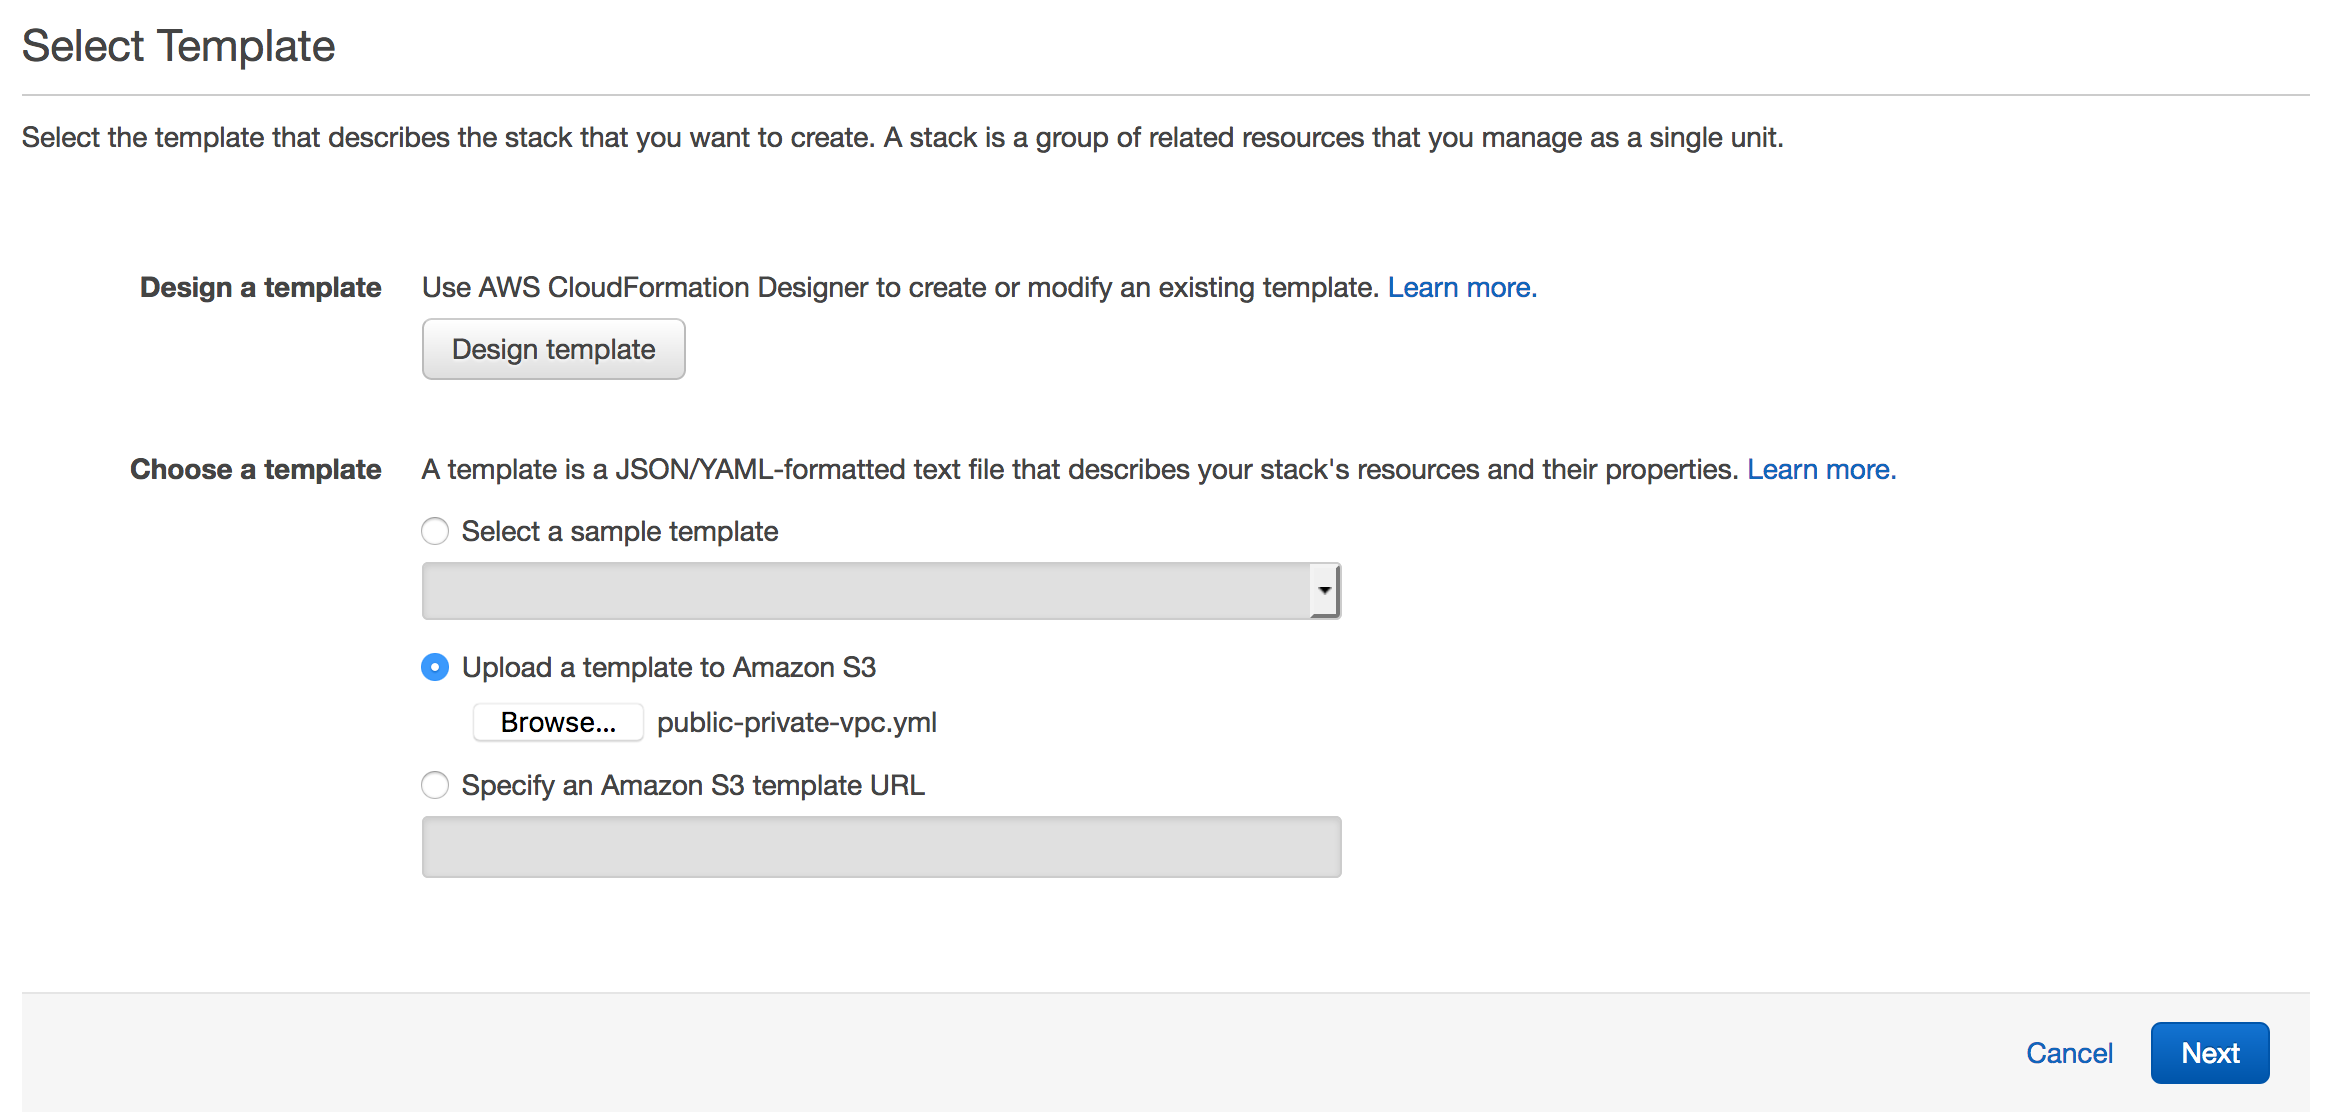 Select Template
Select the template that describes the stack that you want to create. A stack is a group of related resources that you manage as a single unit.
Design a template
Use AWS CloudFormation Designer to create or modify an existing template. Learn more.
Design template
Choose a template
A template is a JSON/YAML-formatted text file that describes your stack's resources and their properties. Learn more.
Select a sample template
Upload a template to Amazon S3
Browse... public-private-vpc.yml
Specify an Amazon S3 template URL
Cancel
Next